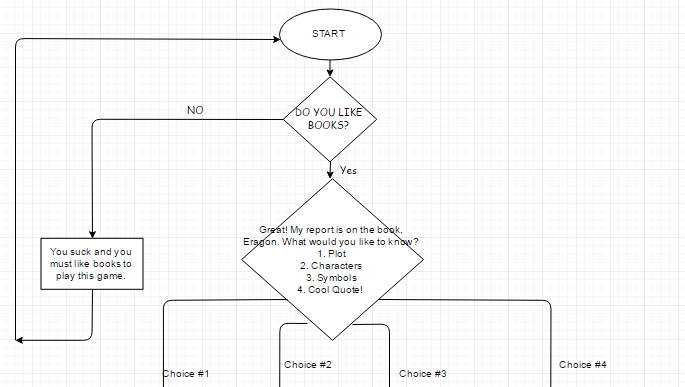 START
DO YOU LIKE
BOOKS?
NO
Yes
Great! My report is on the book,
Eragon. What would you like to know?
1. Plot
2. Characters
3. Symbols
4. Cool Quote!
You suck and you
must like books to
play this game.
Choice #1
Choice #2
Choice #3
Choice #4